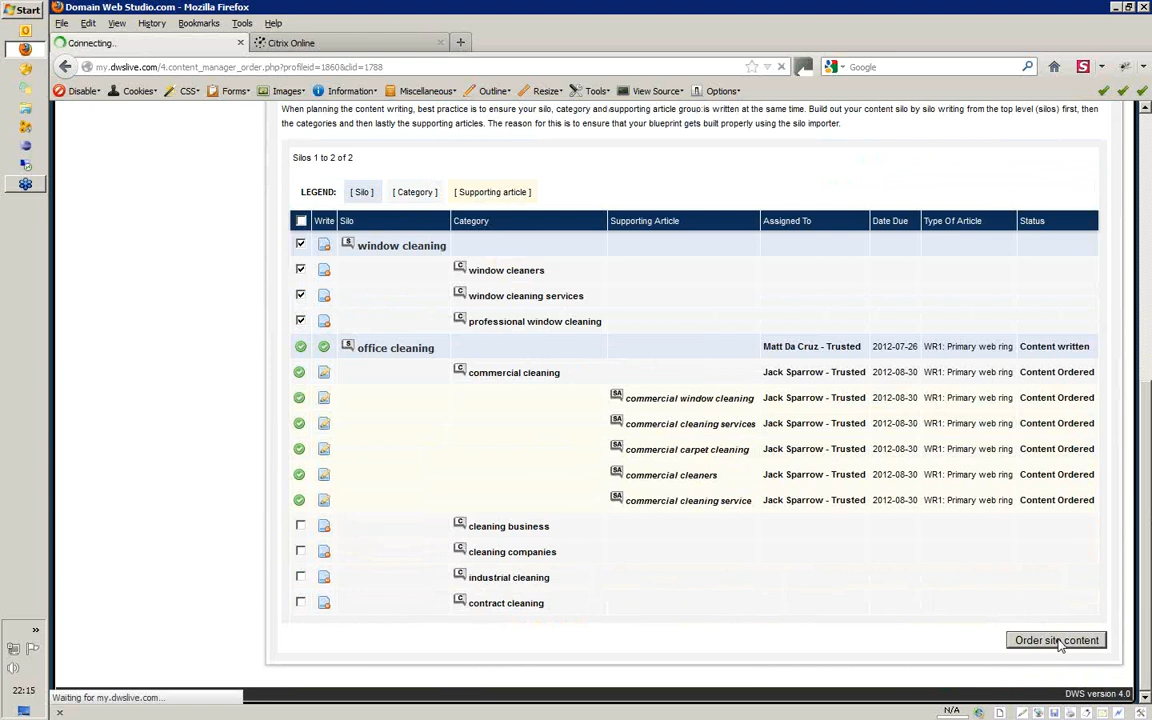 Start
Domain Web Studio.com - Mozilla Firefox
File Edit View History Bookmarks Tools Help
Connecting..
Citrix Online
my.dwslive.com/4.content_manager_order.php?profileid=1860&clid=1788
Google
Disable Cookies CSS Forms Images Information Miscellaneous Outline Resize Tools View Source Options
When planning the content writing, best practice is to ensure your silo, category and supporting article group is written at the same time. Build out your content silo by silo writing from the top level (silos) first, then
the categories and then lastly the supporting articles. The reason for this is to ensure that your blueprint gets built properly using the silo importer.
Silos 1 to 2 of 2
LEGEND: [ Silo ] [ Category ] [ Supporting article ]
Write Silo Category Supporting Article Assigned To Date Due Type Of Article Status
S window cleaning
C window cleaners
C window cleaning services
C professional window cleaning
S office cleaning Matt Da Cruz - Trusted 2012-07-26 WR1: Primary web ring Content written
C commercial cleaning Jack Sparrow - Trusted 2012-08-30 WR1: Primary web ring Content Ordered
SA commercial window cleaning Jack Sparrow - Trusted 2012-08-30 WR1: Primary web ring Content Ordered
SA commercial cleaning services Jack Sparrow - Trusted 2012-08-30 WR1: Primary web ring Content Ordered
SA commercial carpet cleaning Jack Sparrow - Trusted 2012-08-30 WR1: Primary web ring Content Ordered
SA commercial cleaners Jack Sparrow - Trusted 2012-08-30 WR1: Primary web ring Content Ordered
SA commercial cleaning service Jack Sparrow - Trusted 2012-08-30 WR1: Primary web ring Content Ordered
C cleaning business
C cleaning companies
C industrial cleaning
C contract cleaning
Order site content
DWS version 4.0
22:15
Waiting for my.dwslive.com...
N/A